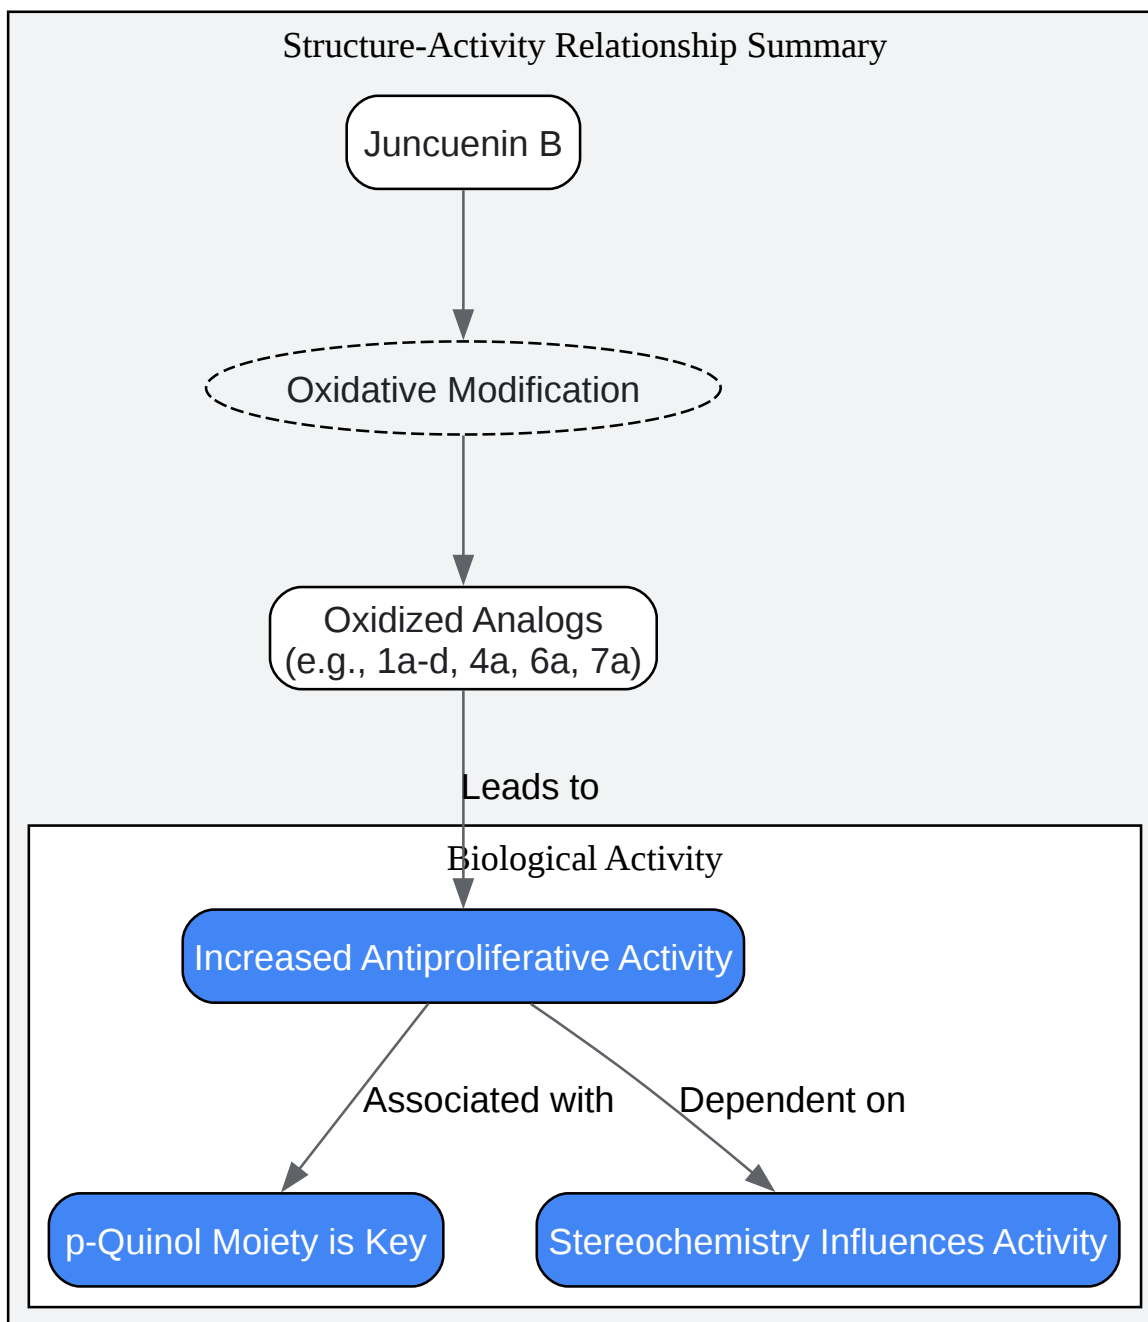 Structure-Activity Relationship Summary
Juncuenin B
Oxidative Modification
Oxidized Analogs
(e.g., 1a-d, 4a, 6a, 7a)
Leads to
Biological Activity
Increased Antiproliferative Activity
Associated with
Dependent on
p-Quinol Moiety is Key
Stereochemistry Influences Activity